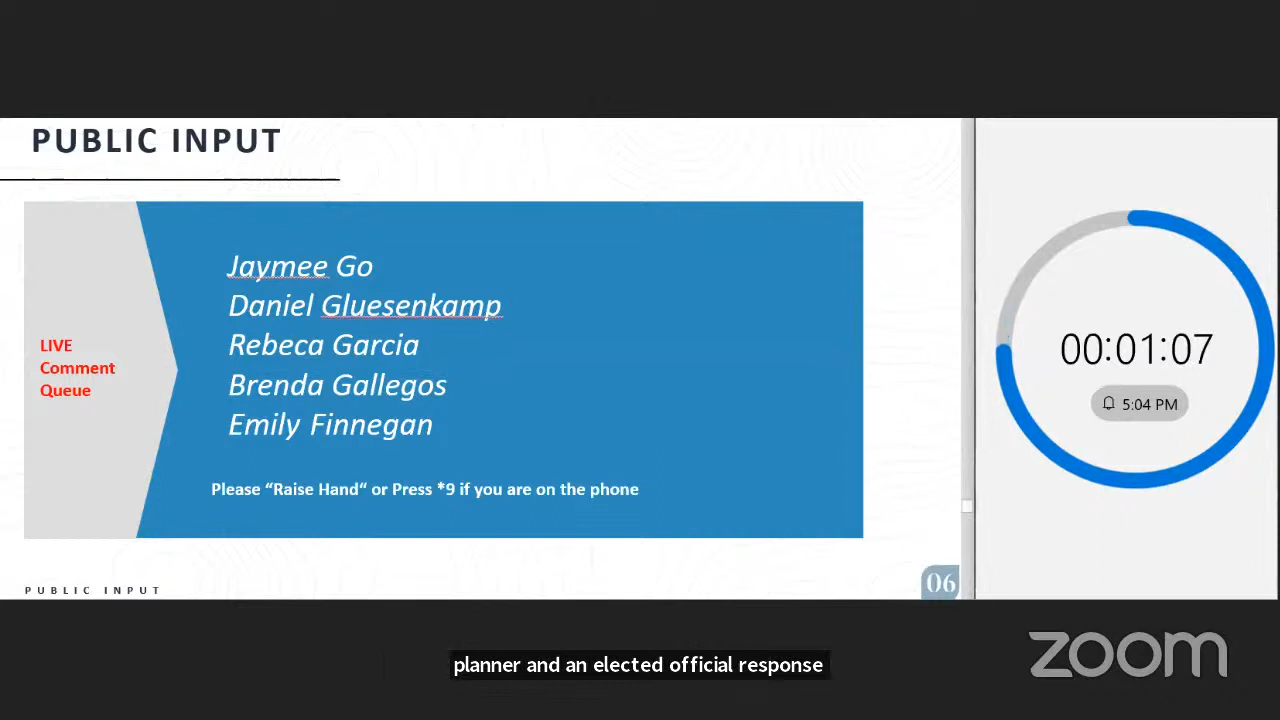 PUBLIC INPUT
Jaymee Go
Daniel Gluesenkamp
Rebeca Garcia
Brenda Gallegos
Emily Finnegan
LIVE
Comment
Queue
Please “Raise Hand“ or Press *9 if you are on the phone
PUBLIC INPUT
06
00:01:07
5:04 PM
planner and an elected official response
zoom